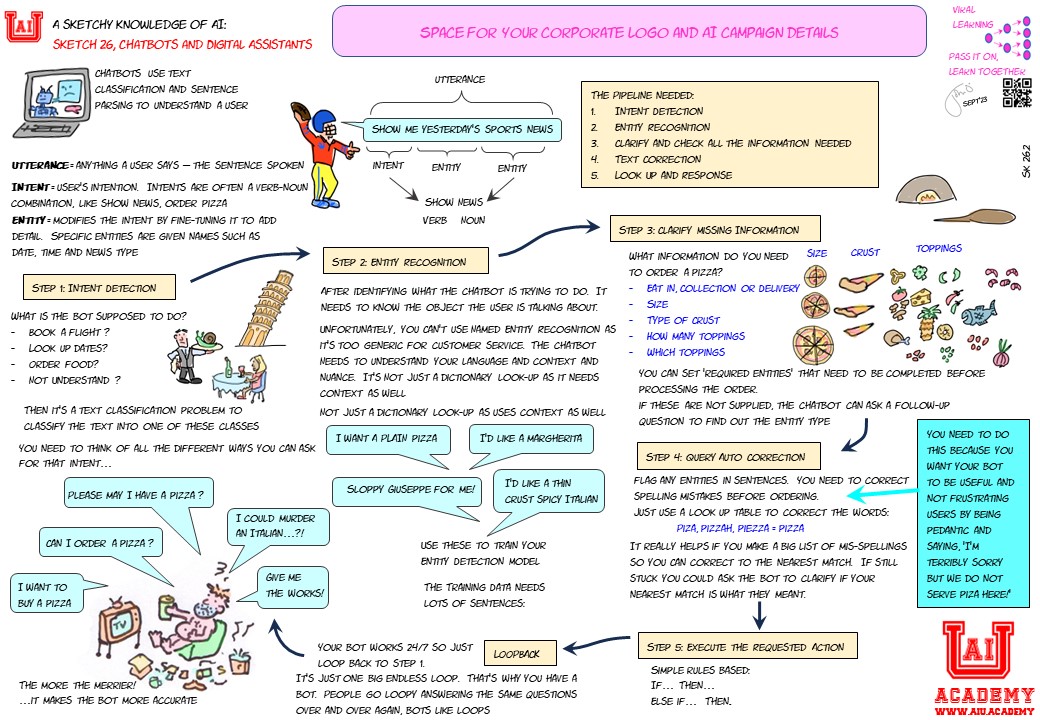 AI
A SKETCHY KNOWLEDGE OF AI:
SKETCH 26, CHATBOTS AND DIGITAL ASSISTANTS
SPACE FOR YOUR CORPORATE LOGO AND AI CAMPAIGN DETAILS
VIRAL
LEARNING
PASS IT ON,
LEARN TOGETHER
SEPT'23
SK 26.2
CHATBOTS USE TEXT
CLASSIFICATION AND SENTENCE
PARSING TO UNDERSTAND A USER
UTTERANCE = ANYTHING A USER SAYS – THE SENTENCE SPOKEN
INTENT = USER'S INTENTION. INTENTS ARE OFTEN A VERB-NOUN
COMBINATION, LIKE SHOW NEWS, ORDER PIZZA
ENTITY = MODIFIES THE INTENT BY FINE-TUNING IT TO ADD
DETAIL. SPECIFIC ENTITIES ARE GIVEN NAMES SUCH AS
DATE, TIME AND NEWS TYPE
UTTERANCE
SHOW ME YESTERDAY'S SPORTS NEWS
INTENT
ENTITY
ENTITY
SHOW NEWS
VERB NOUN
THE PIPELINE NEEDED:
1. INTENT DETECTION
2. ENTITY RECOGNITION
3. CLARIFY AND CHECK ALL THE INFORMATION NEEDED
4. TEXT CORRECTION
5. LOOK UP AND RESPONSE
STEP 1: INTENT DETECTION
WHAT IS THE BOT SUPPOSED TO DO?
- BOOK A FLIGHT ?
- LOOK UP DATES?
- ORDER FOOD?
- NOT UNDERSTAND ?
THEN IT'S A TEXT CLASSIFICATION PROBLEM TO
CLASSIFY THE TEXT INTO ONE OF THESE CLASSES
YOU NEED TO THINK OF ALL THE DIFFERENT WAYS YOU CAN ASK
FOR THAT INTENT...
PLEASE MAY I HAVE A PIZZA ?
CAN I ORDER A PIZZA ?
I WANT TO
BUY A PIZZA
I COULD MURDER
AN ITALIAN...?!
GIVE ME
THE WORKS!
TV
THE MORE THE MERRIER!
...IT MAKES THE BOT MORE ACCURATE
STEP 2: ENTITY RECOGNITION
AFTER IDENTIFYING WHAT THE CHATBOT IS TRYING TO DO. IT
NEEDS TO KNOW THE OBJECT THE USER IS TALKING ABOUT.
UNFORTUNATELY, YOU CAN'T USE NAMED ENTITY RECOGNITION AS
IT'S TOO GENERIC FOR CUSTOMER SERVICE. THE CHATBOT
NEEDS TO UNDERSTAND YOUR LANGUAGE AND CONTEXT AND
NUANCE. IT'S NOT JUST A DICTIONARY LOOK-UP AS IT NEEDS
CONTEXT AS WELL
NOT JUST A DICTIONARY LOOK-UP AS USES CONTEXT AS WELL
I WANT A PLAIN PIZZA
I'D LIKE A MARGHERITA
SLOPPY GIUSEPPE FOR ME!
I'D LIKE A THIN
CRUST SPICY ITALIAN
USE THESE TO TRAIN YOUR
ENTITY DETECTION MODEL
THE TRAINING DATA NEEDS
LOTS OF SENTENCES:
STEP 3: CLARIFY MISSING INFORMATION
WHAT INFORMATION DO YOU NEED
TO ORDER A PIZZA?
- EAT IN, COLLECTION OR DELIVERY
- SIZE
- TYPE OF CRUST
- HOW MANY TOPPINGS
- WHICH TOPPINGS
SIZE
CRUST
TOPPINGS
YOU CAN SET 'REQUIRED ENTITIES' THAT NEED TO BE COMPLETED BEFORE
PROCESSING THE ORDER.
IF THESE ARE NOT SUPPLIED, THE CHATBOT CAN ASK A FOLLOW-UP
QUESTION TO FIND OUT THE ENTITY TYPE
STEP 4: QUERY AUTO CORRECTION
FLAG ANY ENTITIES IN SENTENCES. YOU NEED TO CORRECT
SPELLING MISTAKES BEFORE ORDERING.
JUST USE A LOOK UP TABLE TO CORRECT THE WORDS:
PIZA, PIZZAH, PIEZZA = PIZZA
IT REALLY HELPS IF YOU MAKE A BIG LIST OF MIS-SPELLINGS
SO YOU CAN CORRECT TO THE NEAREST MATCH. IF STILL
STUCK YOU COULD ASK THE BOT TO CLARIFY IF YOUR
NEAREST MATCH IS WHAT THEY MEANT.
YOU NEED TO DO
THIS BECAUSE YOU
WANT YOUR BOT
TO BE USEFUL AND
NOT FRUSTRATING
USERS BY BEING
PEDANTIC AND
SAYING, 'I'M
TERRIBLY SORRY
BUT WE DO NOT
SERVE PIZA HERE!"
STEP 5: EXECUTE THE REQUESTED ACTION
SIMPLE RULES BASED:
IF... THEN...
ELSE IF... THEN.
LOOPBACK
YOUR BOT WORKS 24/7 SO JUST
LOOP BACK TO STEP 1.
IT'S JUST ONE BIG ENDLESS LOOP. THAT'S WHY YOU HAVE A
BOT. PEOPLE GO LOOPY ANSWERING THE SAME QUESTIONS
OVER AND OVER AGAIN, BOTS LIKE LOOPS
AI
ACADEMY
WWW.AIU.ACADEMY